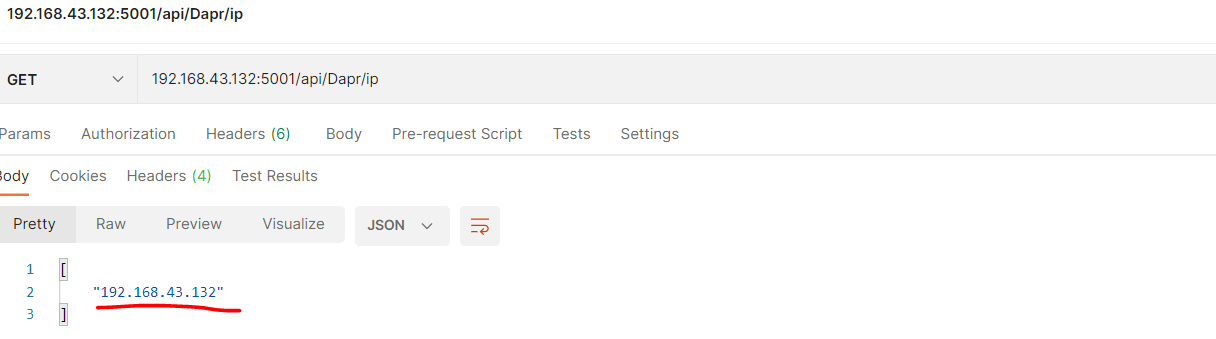 192.168.43.132:5001/api/Dapr/ip
GET 192.168.43.132:5001/api/Dapr/ip
Params Authorization Headers (6) Body Pre-request Script Tests Settings
Body Cookies Headers (4) Test Results
Pretty Raw Preview Visualize JSON
1 [
2 "192.168.43.132"
3 ]